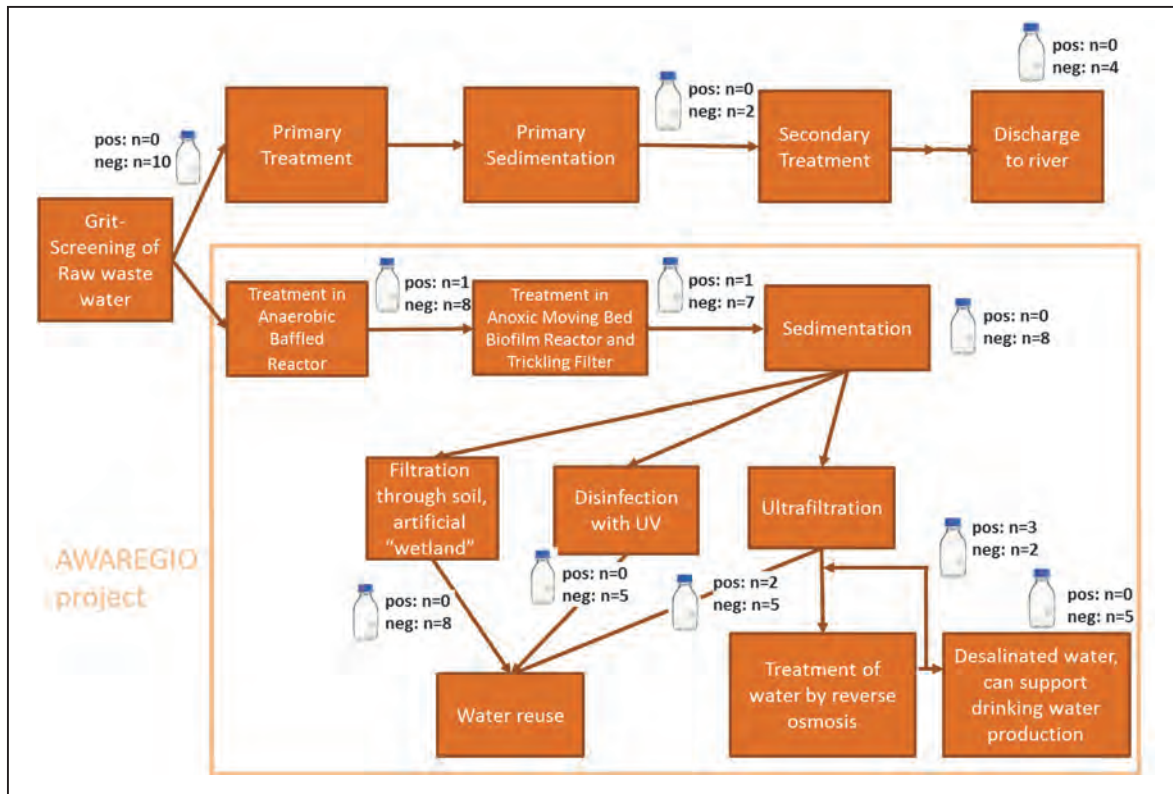 pos: n=0
neg: n=10
Primary
Treatment
Primary
Sedimentation
pos: n=0
neg: n=2
Secondary
Treatment
pos: n=0
neg: n=4
Discharge
to river
Grit-
Screening of
Raw waste
water
Treatment in
Anaerobic
Baffled
Reactor
pos: n=1
neg: n=8
Treatment in
Anoxic Moving Bed
Biofilm Reactor and
Trickling Filter
pos: n=1
neg: n=7
Sedimentation
pos: n=0
neg: n=8
Filtration
through soil,
artificial
“wetland”
Disinfection
with UV
Ultrafiltration
AWAREGIO
project
pos: n=0
neg: n=8
pos: n=0
neg: n=5
pos: n=2
neg: n=5
pos: n=3
neg: n=2
pos: n=0
neg: n=5
Water reuse
Treatment of
water by reverse
osmosis
Desalinated water,
can support
drinking water
production